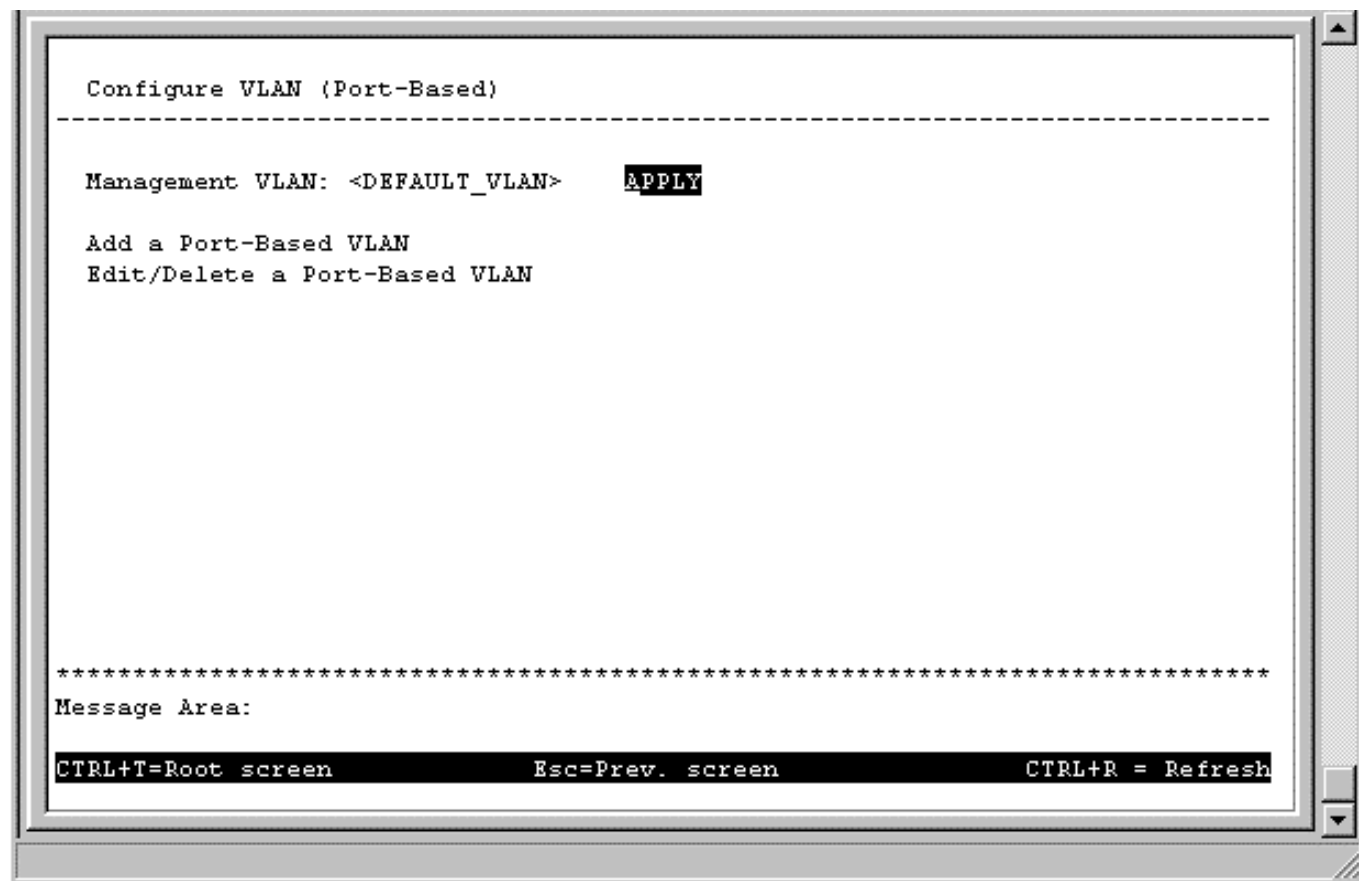 Configure VLAN (Port-Based)
-------------------------------------------------------------------------------
Management VLAN: <DEFAULT_VLAN> APPLY
Add a Port-Based VLAN
Edit/Delete a Port-Based VLAN
*******************************************************************************
Message Area:
CTRL+T=Root screen Esc=Prev. screen CTRL+R = Refresh